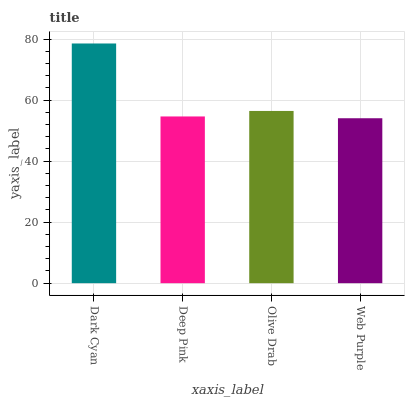 title
80
60
40
20
0
yaxis_label
Dark Cyan
Deep Pink
Olive Drab
Web Purple
xaxis_label